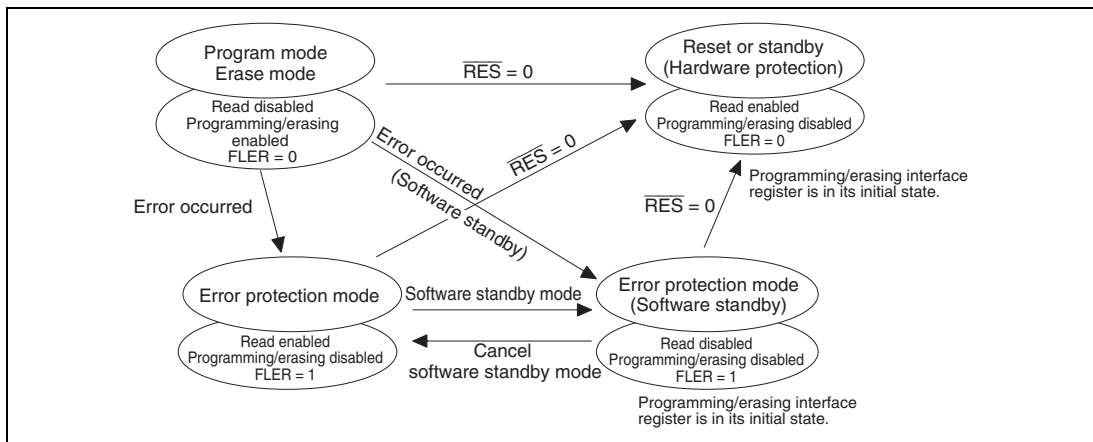 Program mode
Erase mode
Read disabled
Programming/erasing
enabled
FLER = 0
RES = 0
Reset or standby
(Hardware protection)
Read enabled
Programming/erasing disabled
FLER = 0
Programming/erasing interface
register is in its initial state.
Error occurred
Error occurred
(Software standby)
RES = 0
RES = 0
Error protection mode
Read enabled
Programming/erasing disabled
FLER = 1
Software standby mode
Cancel
software standby mode
Error protection mode
(Software standby)
Read disabled
Programming/erasing disabled
FLER = 1
Programming/erasing interface
register is in its initial state.